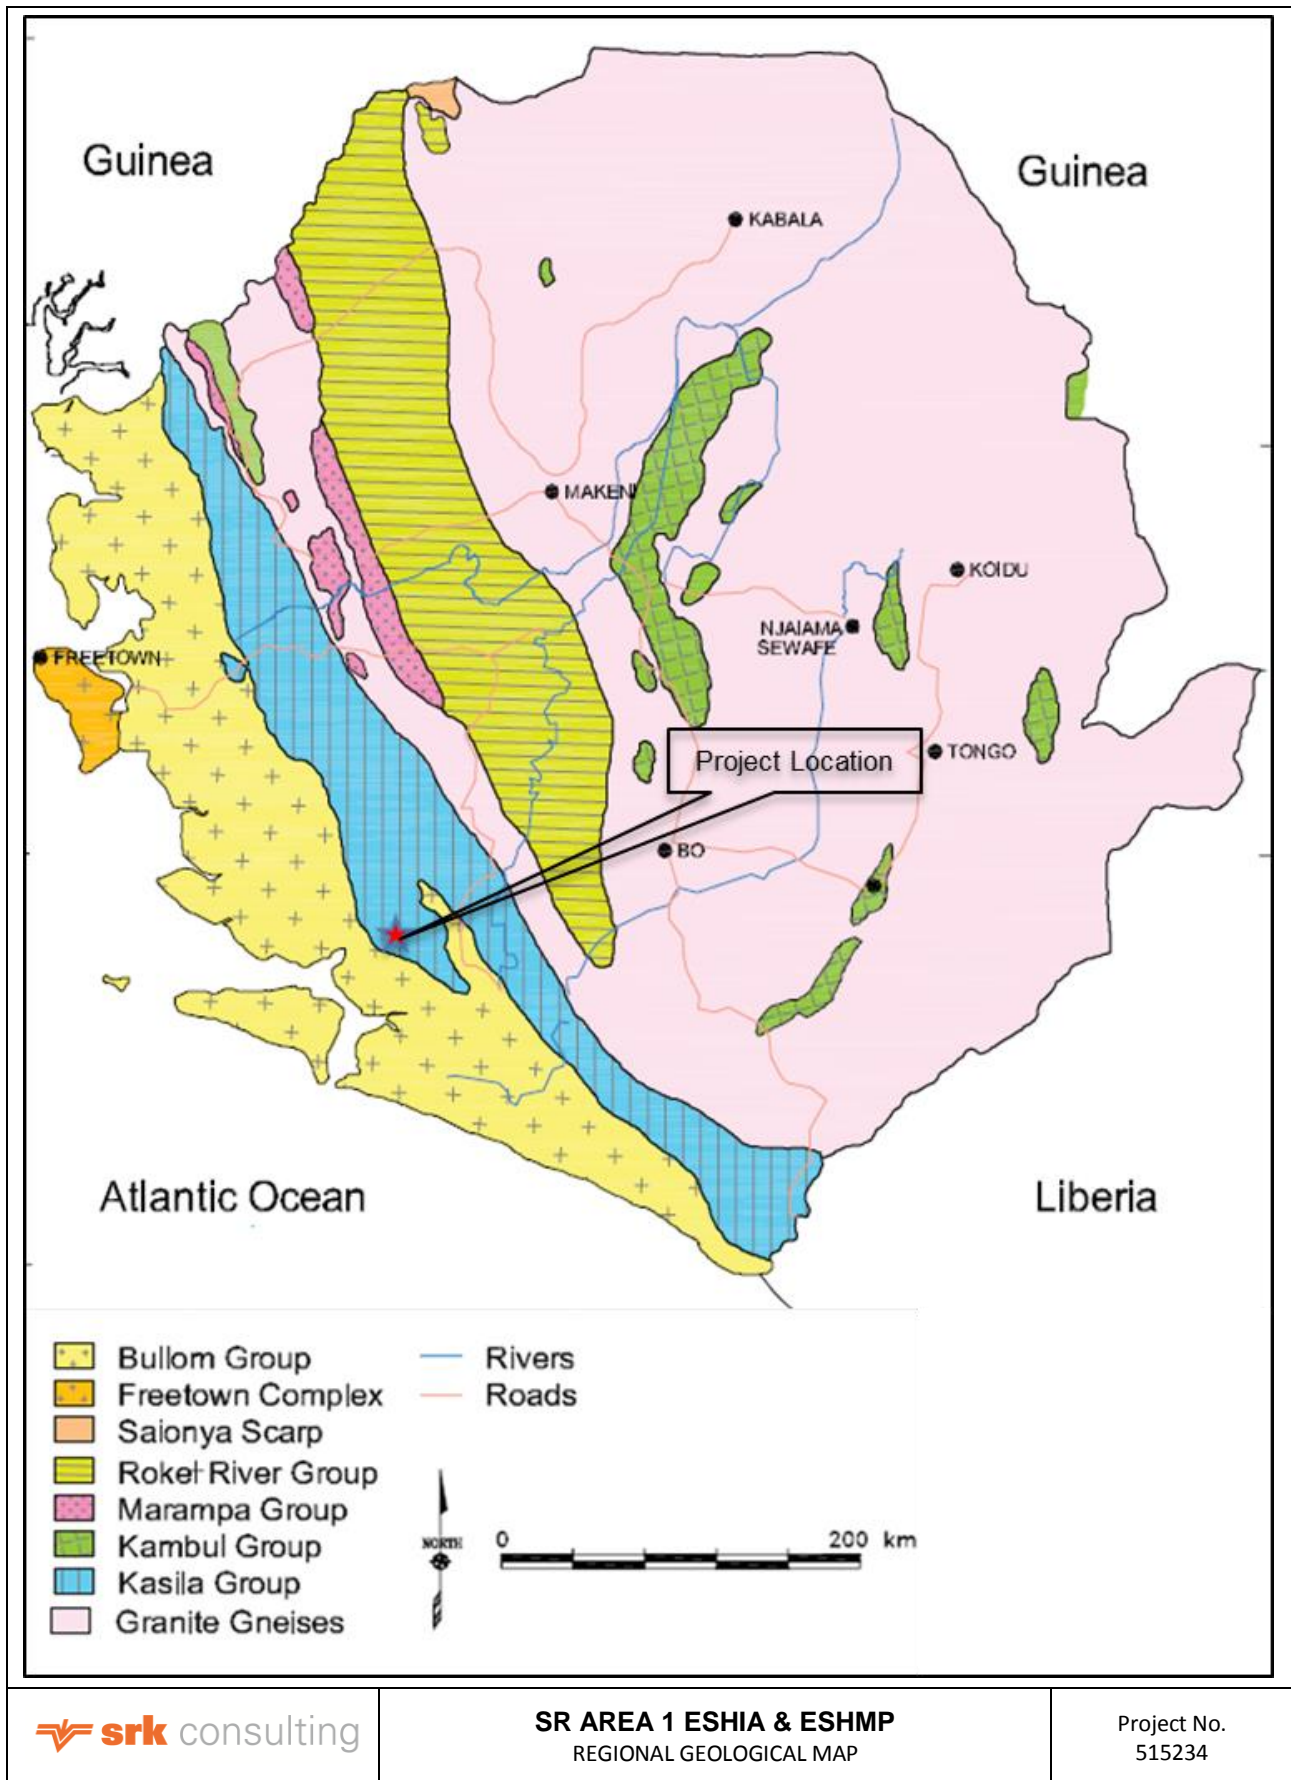 Guinea
Guinea
KABALA
MAKENI
KOIDU
NJAIAMA
SEWAFE
FREETOWN
TONGO
Project Location
BO
Atlantic Ocean
Liberia
Bullom Group
Freetown Complex
Saionya Scarp
Rokel River Group
Marampa Group
Kambul Group
Kasila Group
Granite Gneises
Rivers
Roads
NORTH
0 200 km
srk consulting
SR AREA 1 ESHIA & ESHMP
REGIONAL GEOLOGICAL MAP
Project No.
515234